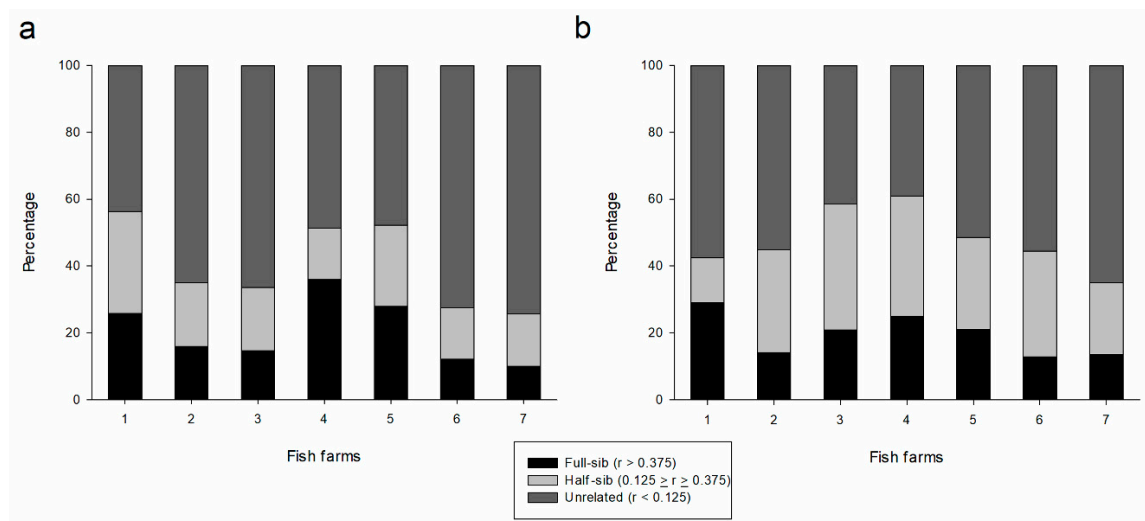 a
b
100
80
60
40
20
0
Percentage
1 2 3 4 5 6 7
Fish farms
100
80
60
40
20
0
Percentage
1 2 3 4 5 6 7
Fish farms
Full-sib (r > 0.375)
Half-sib (0.125 ≥ r ≥ 0.375)
Unrelated (r < 0.125)